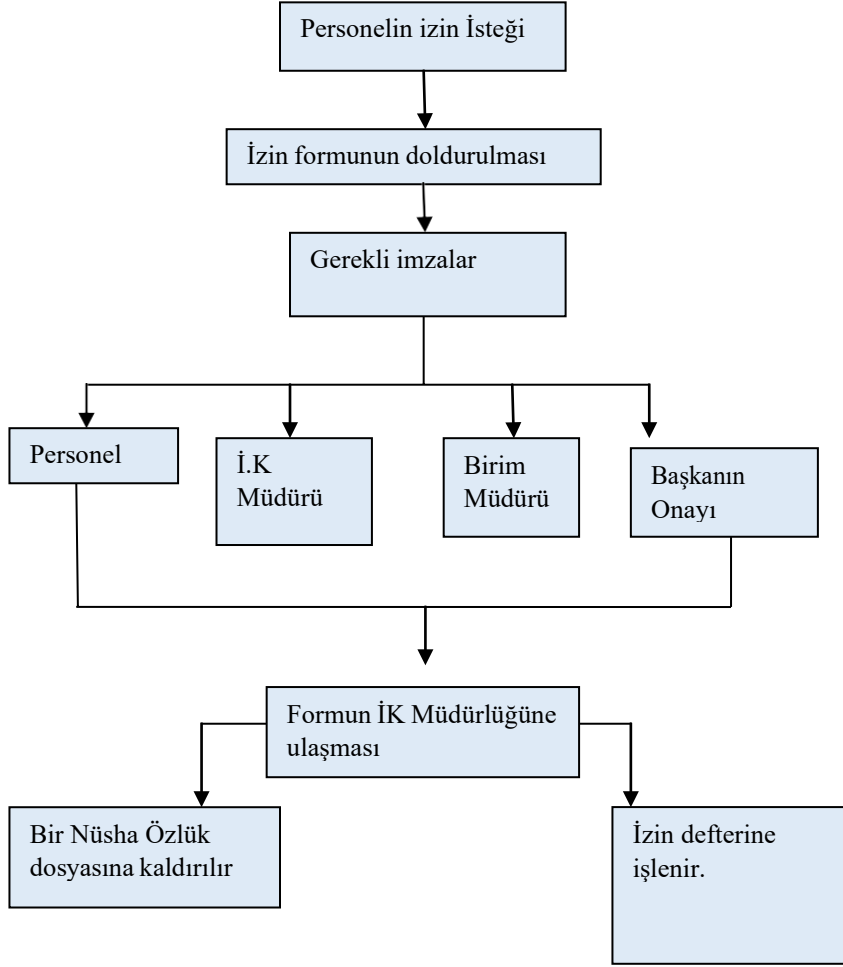 Personelin izin İsteği
İzin formunun doldurulması
Gerekli imzalar
Personel
İ.K
Müdürü
Birim
Müdürü
Başkanın
Onayı
Formun İK Müdürlüğüne
ulaşması
Bir Nüsha Özlük
dosyasına kaldırılır
İzin defterine
işlenir.